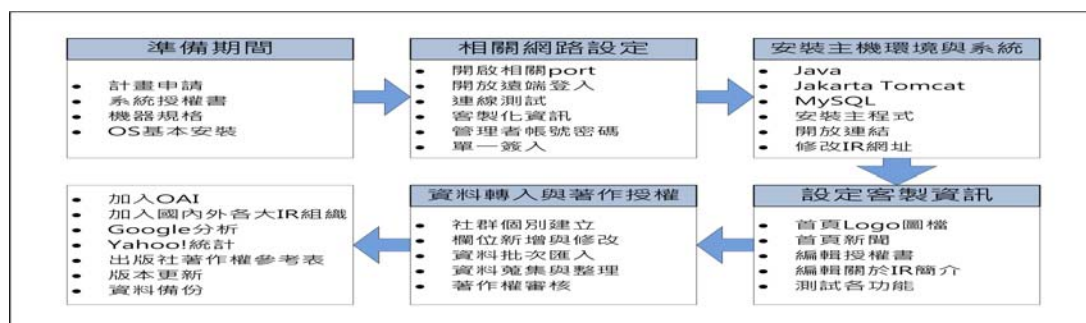 準備期間
計畫申請
系統授權書
機器規格
OS基本安裝
相關網路設定
開啟相關port
開放遠端登入
連線測試
客製化資訊
管理者帳號密碼
單一簽入
安裝主機環境與系統
Java
Jakarta Tomcat
MySQL
安裝主程式
開放連結
修改IR網址
設定客製資訊
首頁Logo圖檔
首頁新聞
編輯授權書
編輯關於IR簡介
測試各功能
資料轉入與著作授權
社群個別建立
欄位新增與修改
資料批次匯入
資料蒐集與整理
著作權審核
加入OAI
加入國內外各大IR組織
Google分析
Yahoo!統計
出版社著作權參考表
版本更新
資料備份